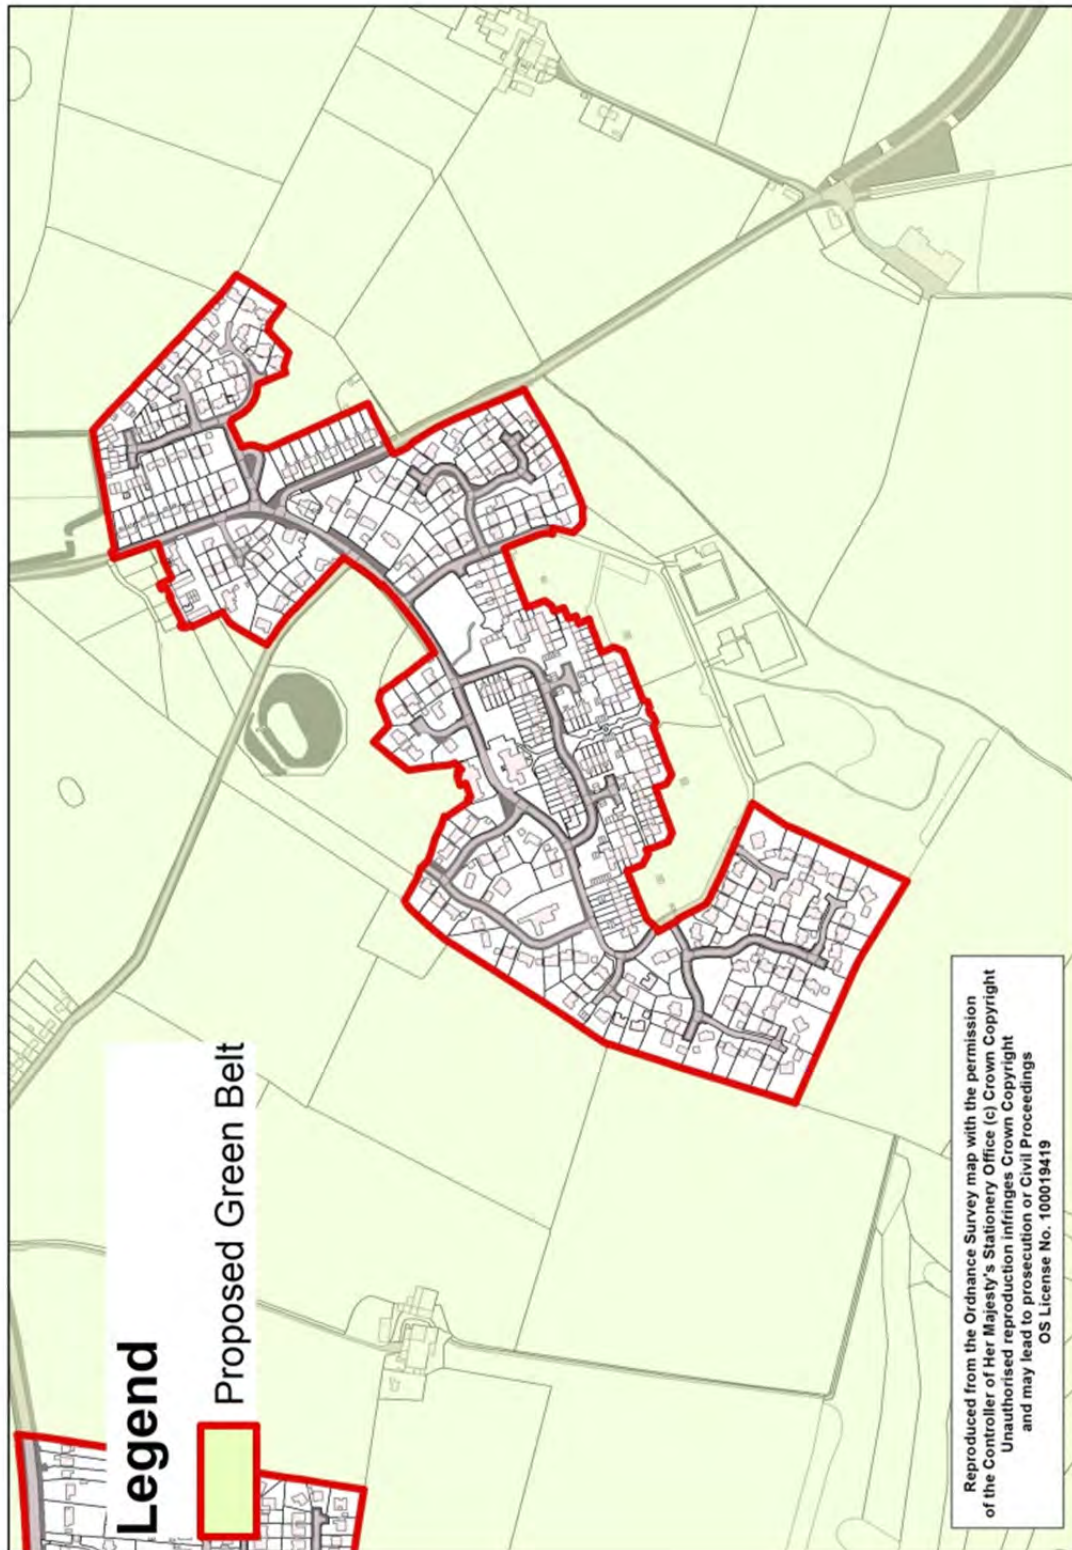 Legend
Proposed Green Belt
Reproduced from the Ordnance Survey map with the permission
of the Controller of Her Majesty's Stationery Office (c) Crown Copyright
Unauthorised reproduction infringes Crown Copyright
and may lead to prosecution or Civil Proceedings
OS License No. 100019419